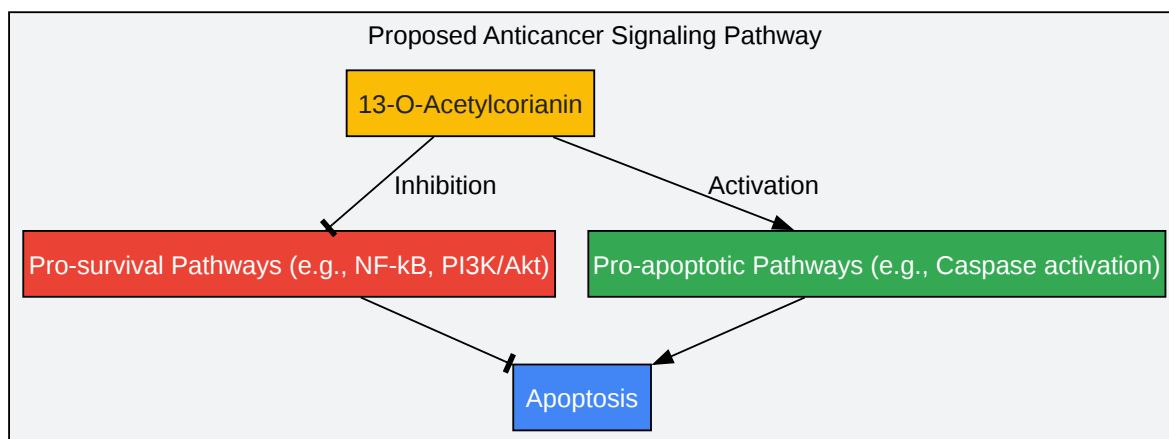 Proposed Anticancer Signaling Pathway
13-O-Acetylcorianin
Inhibition
Activation
Pro-survival Pathways (e.g., NF-kB, PI3K/Akt)
Pro-apoptotic Pathways (e.g., Caspase activation)
Apoptosis